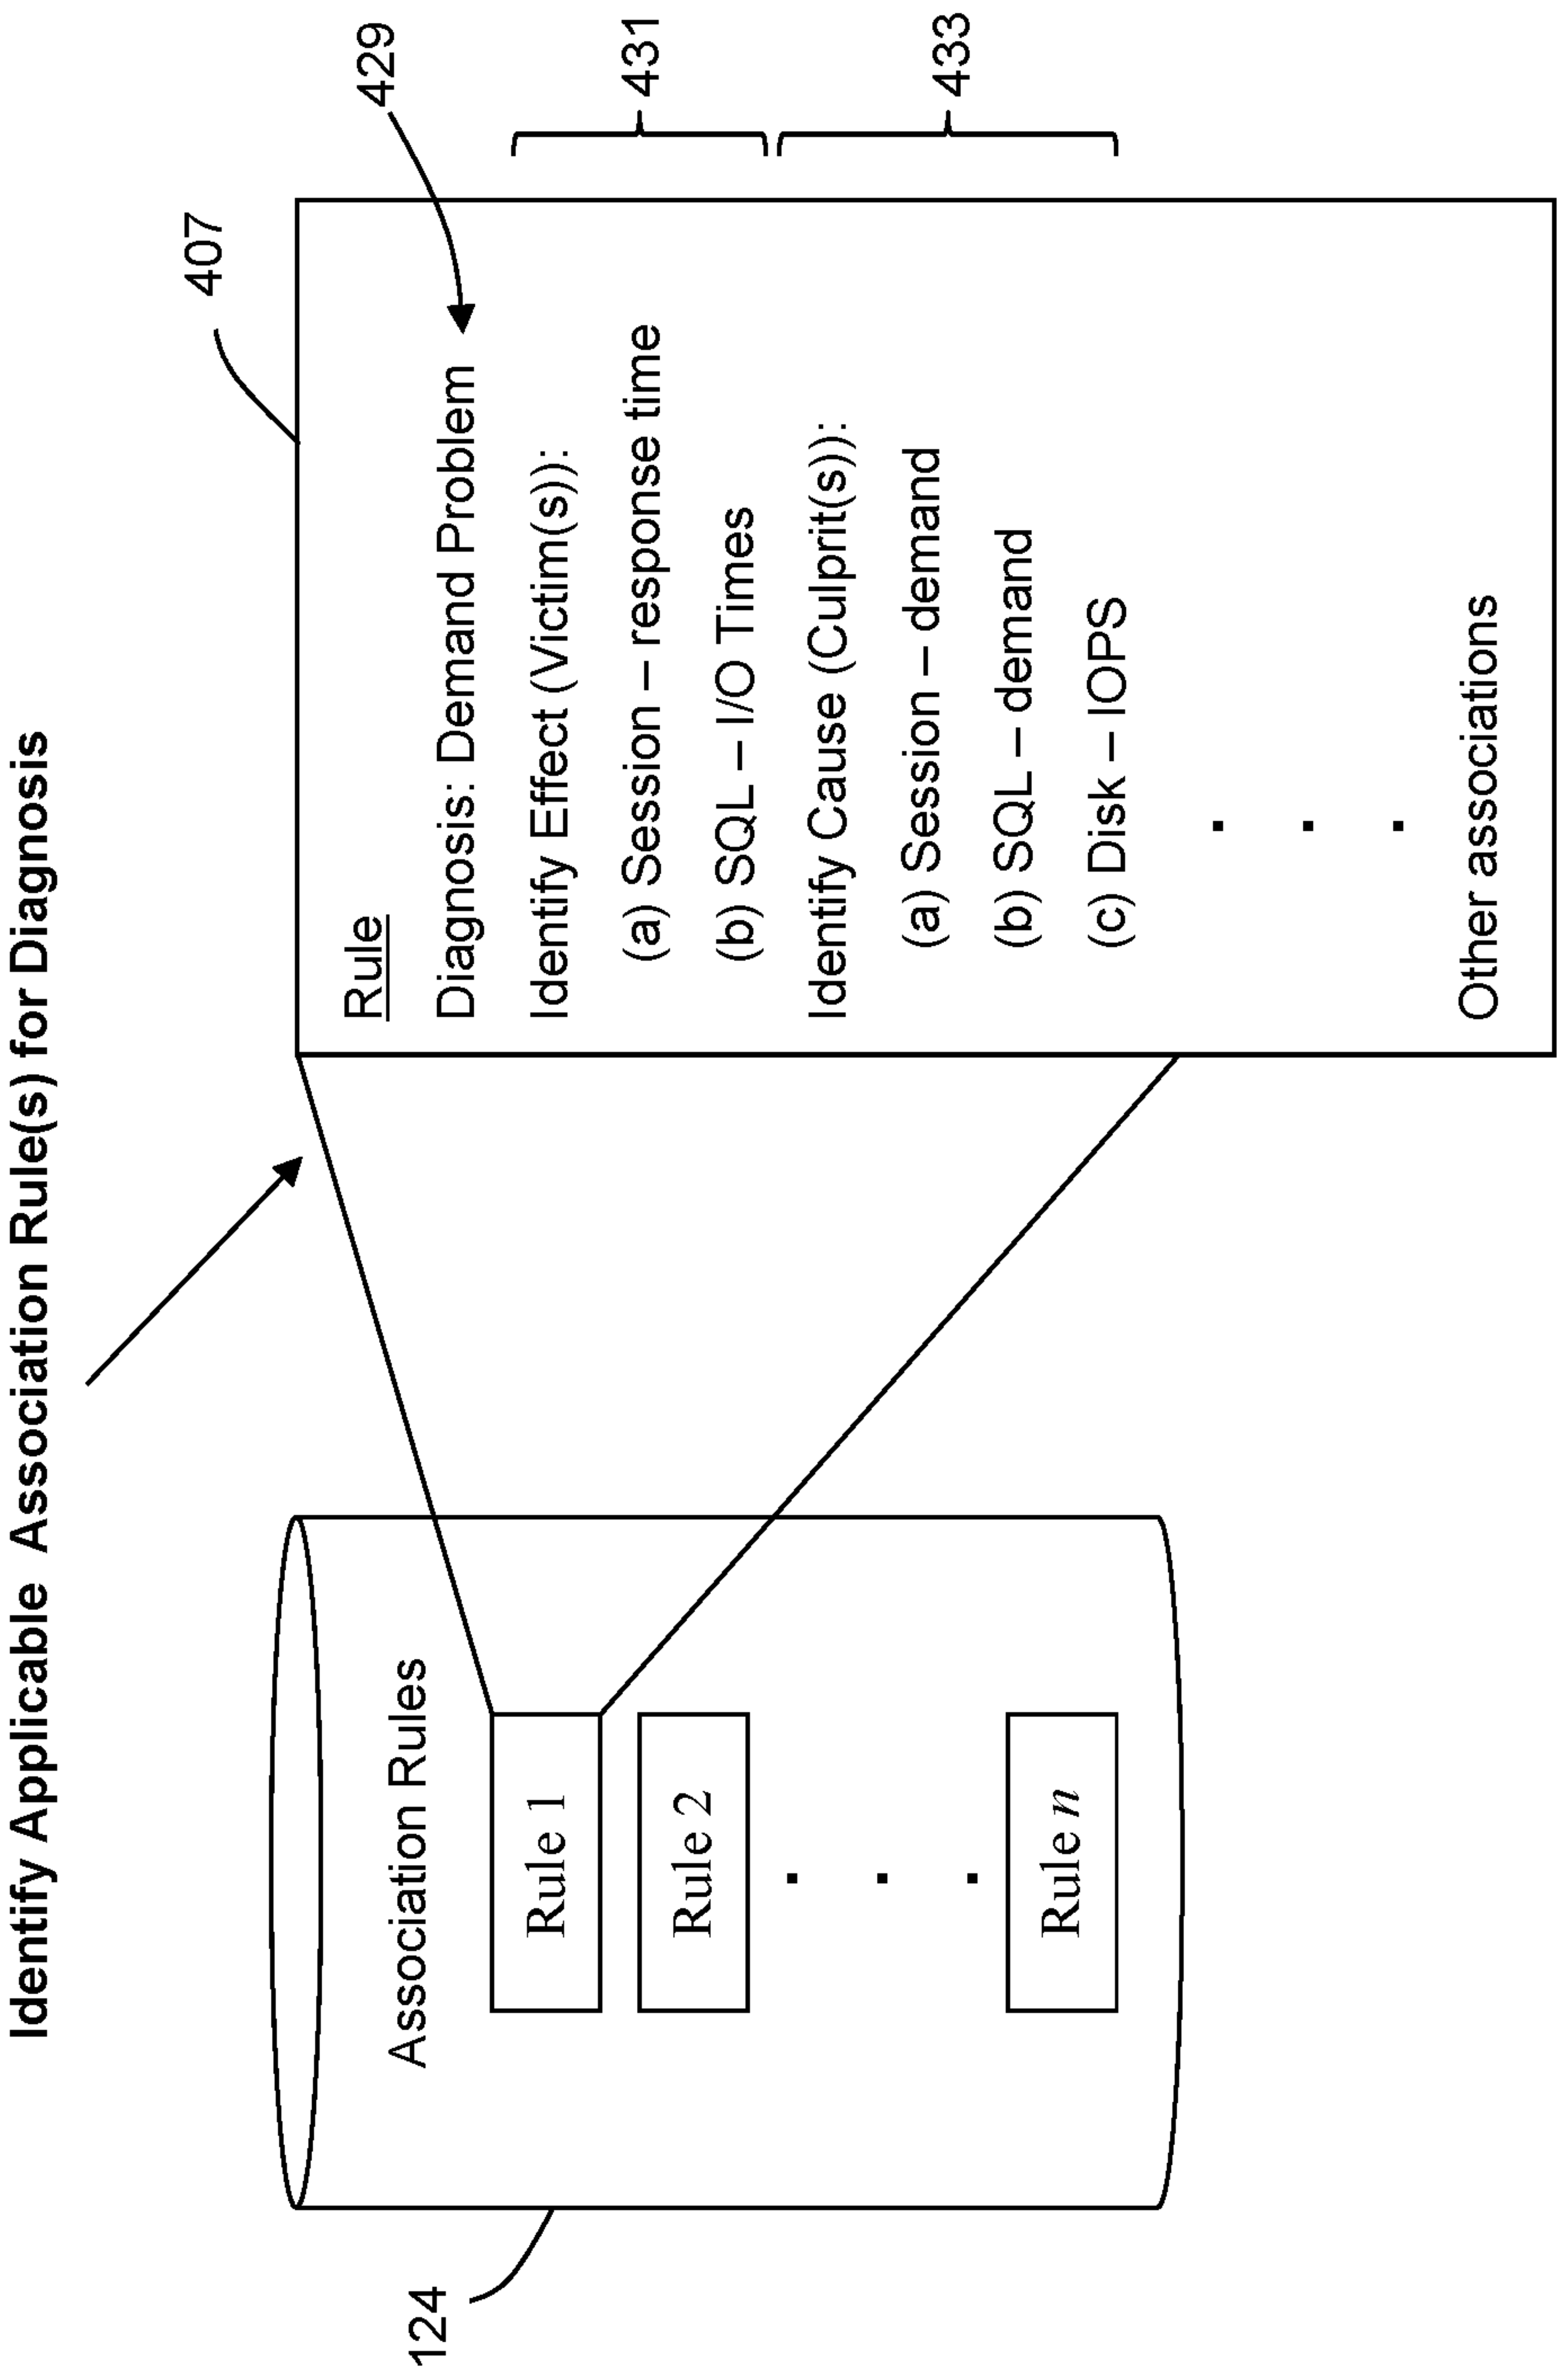 Identify Applicable Association Rule(s) for Diagnosis
124
Association Rules
Rule 1
Rule 2
Rule n
407
429
Rule
Diagnosis: Demand Problem
Identify Effect (Victim(s)):
(a) Session – response time
(b) SQL – I/O Times
431
Identify Cause (Culprit(s)):
(a) Session – demand
(b) SQL – demand
(c) Disk – IOPS
433
Other associations